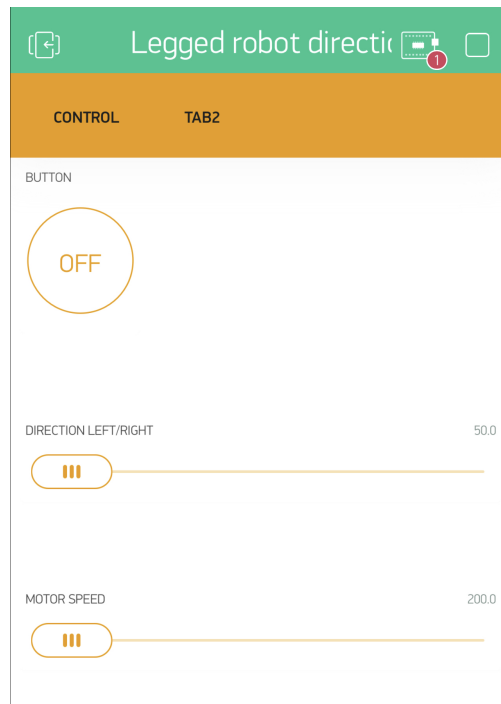 Legged robot directi
1
CONTROL TAB2
BUTTON
OFF
DIRECTION LEFT/RIGHT 50.0
MOTOR SPEED 200.0